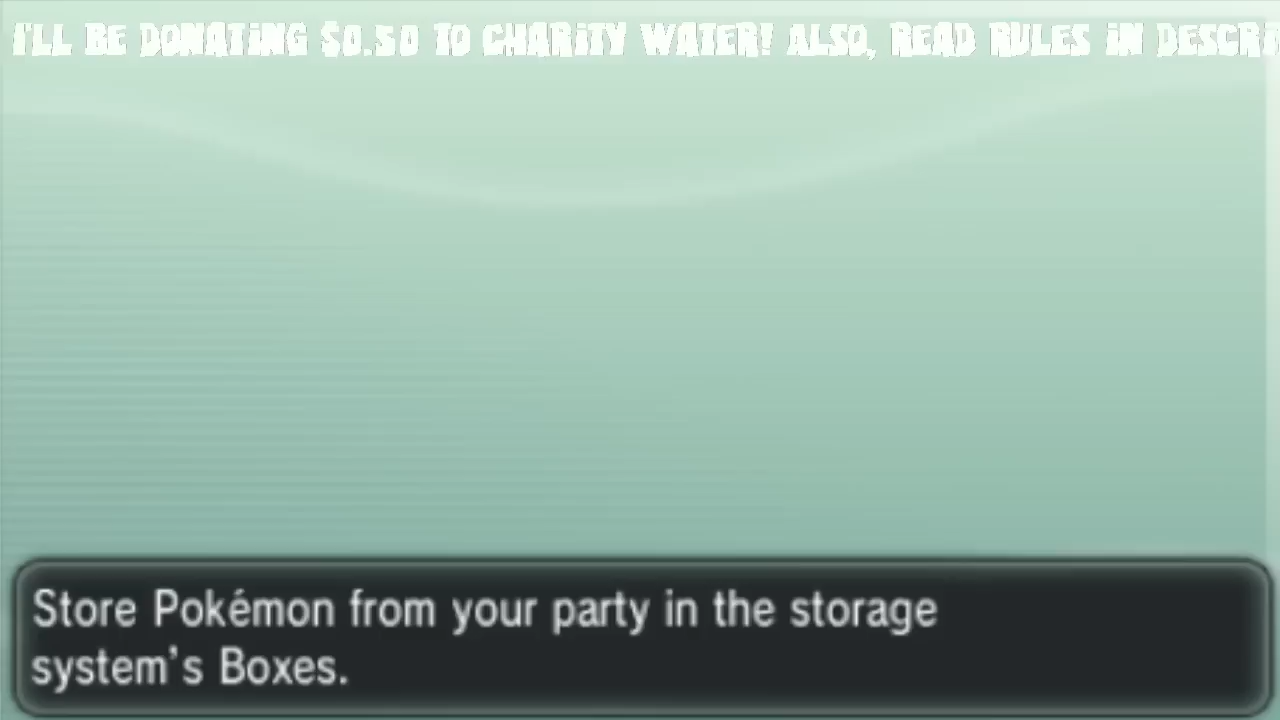 I'LL BE DONATING $0.50 TO CHARITY WATER! ALSO, READ RULES IN DESCRI
Store Pokémon from your party in the storage
system's Boxes.